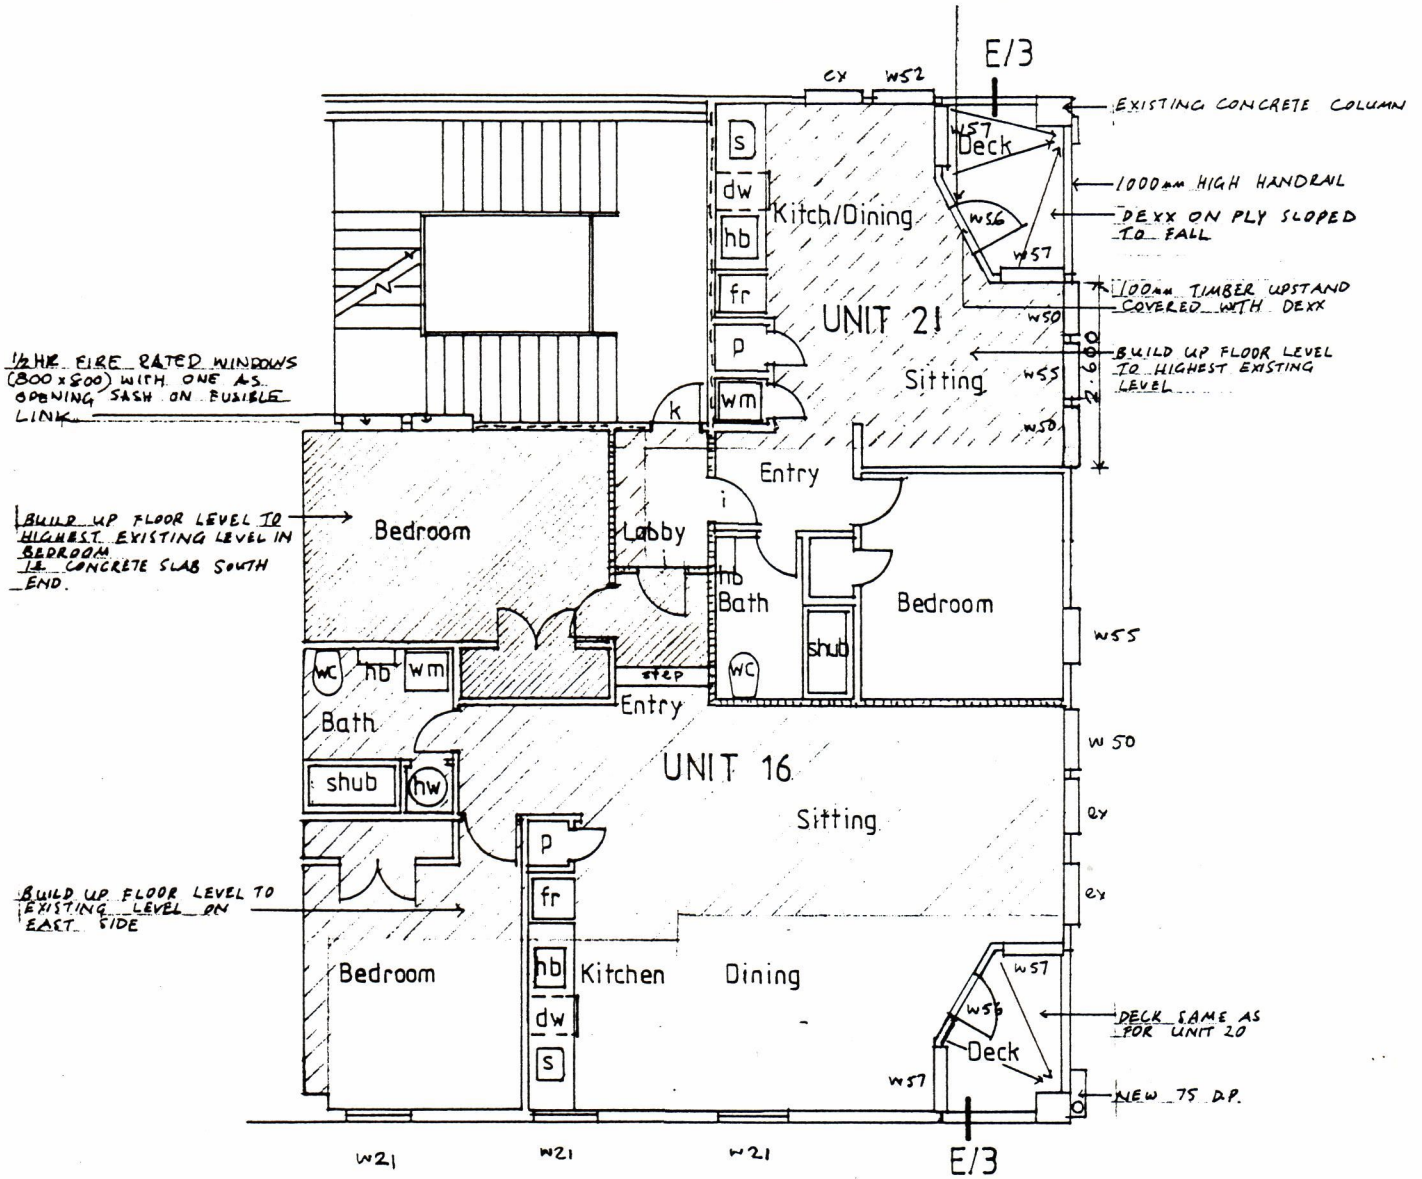 E/3
ex
w52
EXISTING CONCRETE COLUMN
w57
Deck
s
1000mm HIGH HANDRAIL
dw
Kitch/Dining
w56
DEXX ON PLY SLOPED
TO FALL
hb
w57
fr
100mm TIMBER UPSTAND
COVERED WITH DEXX
UNIT 21
w50
p
BUILD UP FLOOR LEVEL
TO HIGHEST EXISTING
LEVEL
2.600
1/2 HR FIRE RATED WINDOWS
(800 x 800) WITH ONE AS
OPENING SASH ON FUSIBLE
LINK
Sitting
w55
wm
k
w50
Entry
i
BUILD UP FLOOR LEVEL TO
HIGHEST EXISTING LEVEL IN
BEDROOM
IE CONCRETE SLAB SOUTH
END.
Bedroom
Lobby
i
hb
Bath
Bedroom
w55
shub
wc
hb
wm
wc
step
Entry
Bath
w50
UNIT 16
shub
hw
Sitting
ex
p
BUILD UP FLOOR LEVEL TO
EXISTING LEVEL ON
EAST SIDE
fr
ex
Bedroom
hb
Kitchen
Dining
w57
dw
w56
DECK SAME AS
FOR UNIT 20
Deck
s
w57
NEW 75 D.P.
w21
w21
w21
E/3